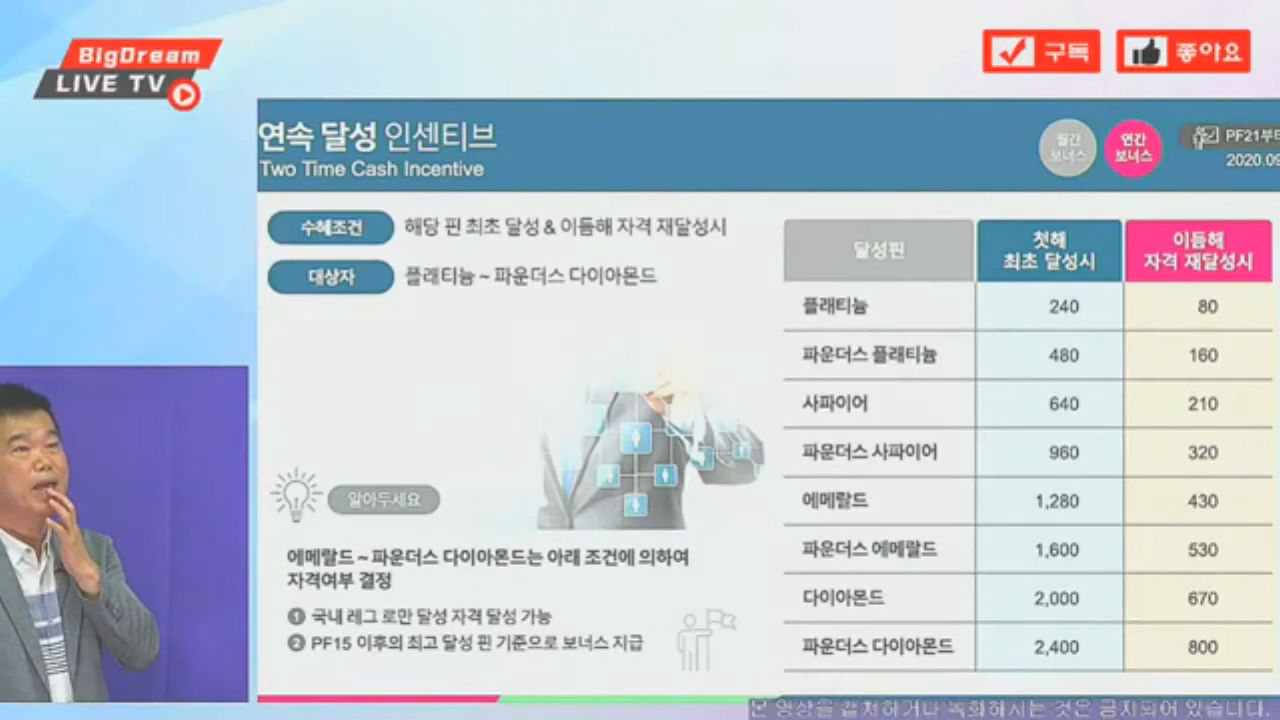 BigDream
LIVE TV
구독
좋아요
연속 달성 인센티브
Two Time Cash Incentive
월간
보너스
연간
보너스
PF21부터
2020.09
수혜조건
해당 핀 최초 달성 & 이듬해 자격 재달성시
대상자
플래티늄 ~ 파운더스 다이아몬드
달성핀
첫해
최초 달성시
이듬해
자격 재달성시
플래티늄 240 80
파운더스 플래티늄 480 160
사파이어 640 210
파운더스 사파이어 960 320
에메랄드 1,280 430
파운더스 에메랄드 1,600 530
다이아몬드 2,000 670
파운더스 다이아몬드 2,400 800
알아두세요
에메랄드 ~ 파운더스 다이아몬드는 아래 조건에 의하여
자격여부 결정
❶ 국내 레그 로만 달성 자격 달성 가능
❷ PF15 이후의 최고 달성 핀 기준으로 보너스 지급
본 영상을 캡처하거나 녹화하시는 것은 금지되어 있습니다.